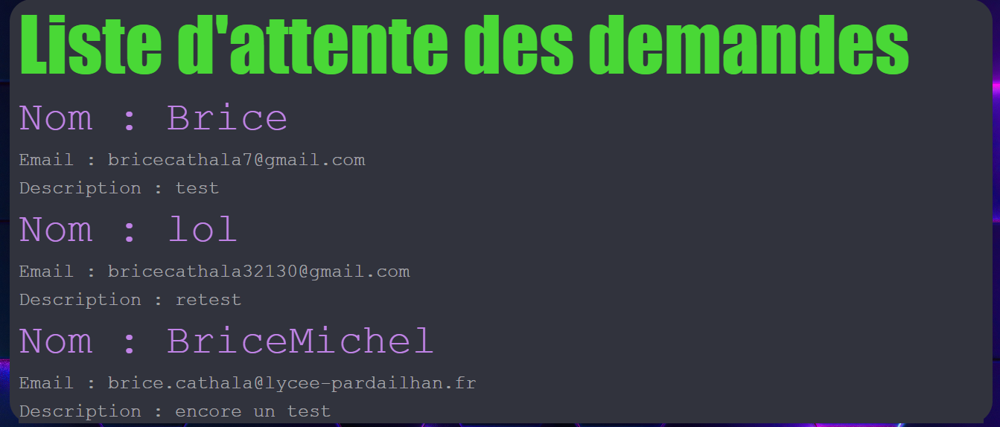 Liste d'attente des demandes
Nom : Brice
Email : bricecathala7@gmail.com
Description : test
Nom : lol
Email : bricecathala32130@gmail.com
Description : retest
Nom : BriceMichel
Email : brice.cathala@lycee-pardailhan.fr
Description : encore un test